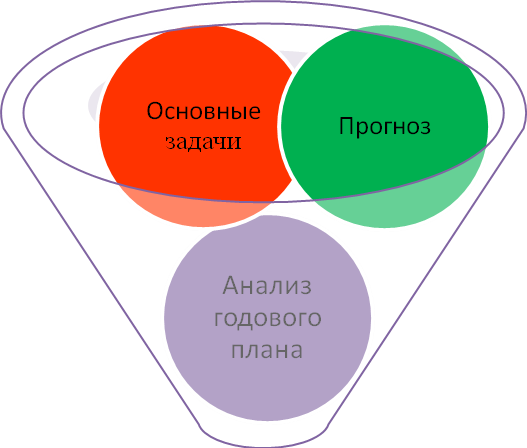 Основные
задачи
Прогноз
Анализ
годового
плана